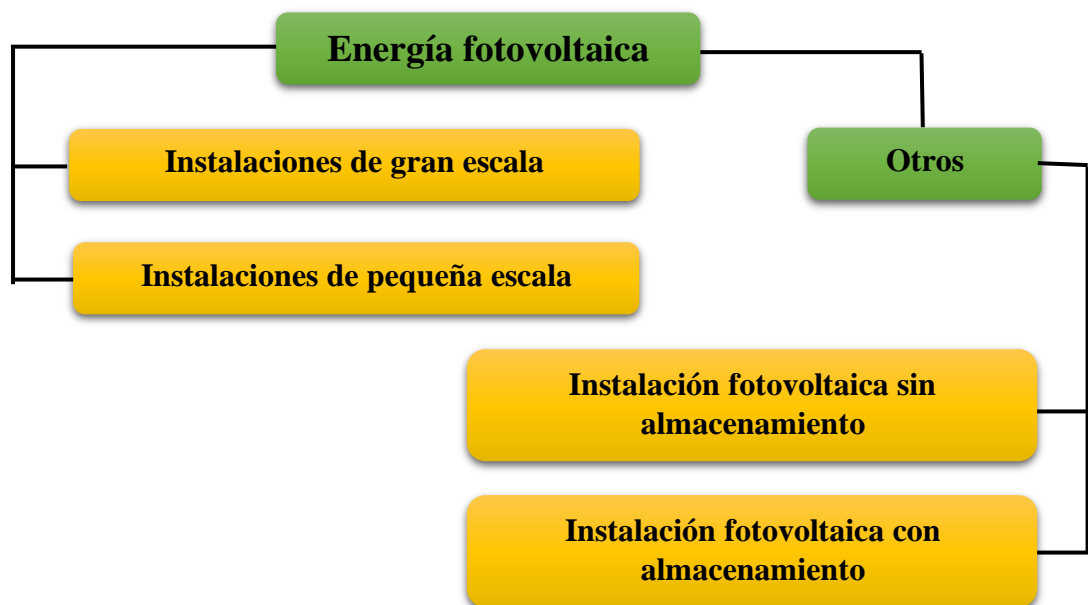 Energía fotovoltaica
Instalaciones de gran escala
Otros
Instalaciones de pequeña escala
Instalación fotovoltaica sin
almacenamiento
Instalación fotovoltaica con
almacenamiento